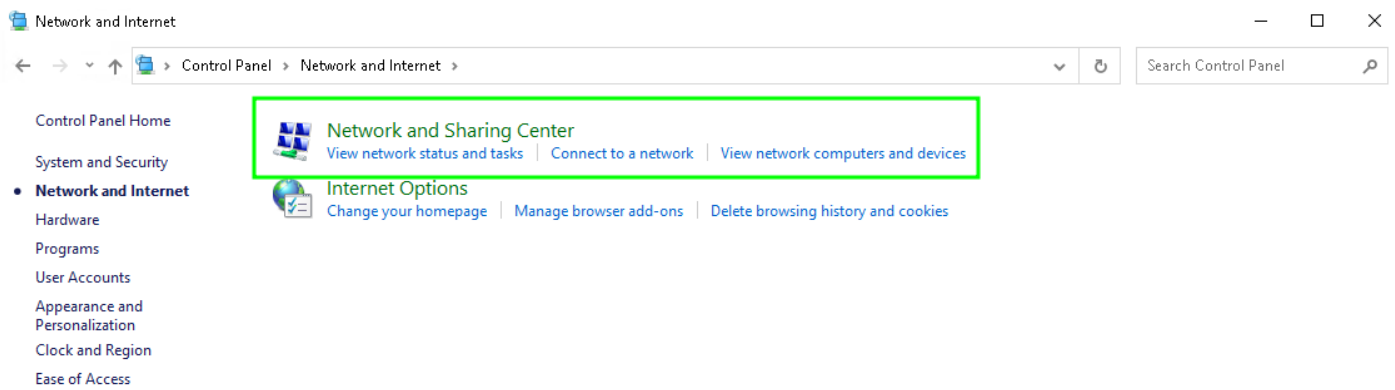 Network and Internet
Control Panel > Network and Internet >
Search Control Panel
Control Panel Home
System and Security
Network and Internet
Hardware
Programs
User Accounts
Appearance and
Personalization
Clock and Region
Ease of Access
Network and Sharing Center
View network status and tasks | Connect to a network | View network computers and devices
Internet Options
Change your homepage | Manage browser add-ons | Delete browsing history and cookies